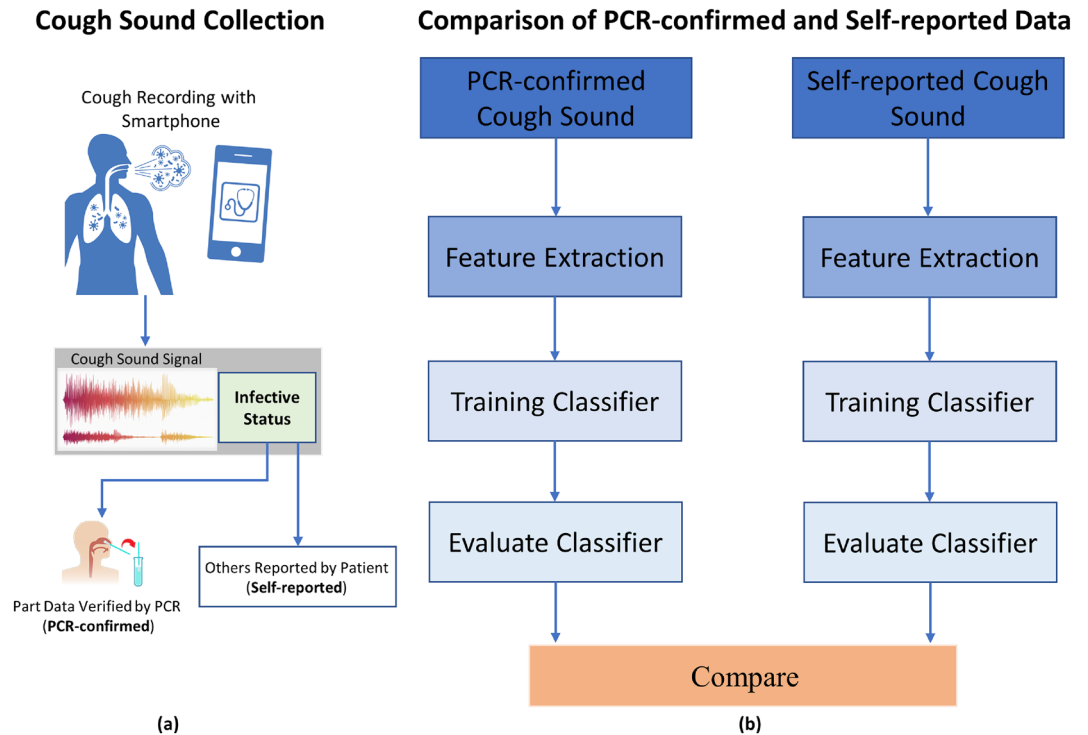 Cough Sound Collection
Cough Recording with
Smartphone
Cough Sound Signal
Infective
Status
Part Data Verified by PCR
(PCR-confirmed)
Others Reported by Patient
(Self-reported)
(a)
Comparison of PCR-confirmed and Self-reported Data
PCR-confirmed
Cough Sound
Self-reported Cough
Sound
Feature Extraction
Feature Extraction
Training Classifier
Training Classifier
Evaluate Classifier
Evaluate Classifier
Compare
(b)